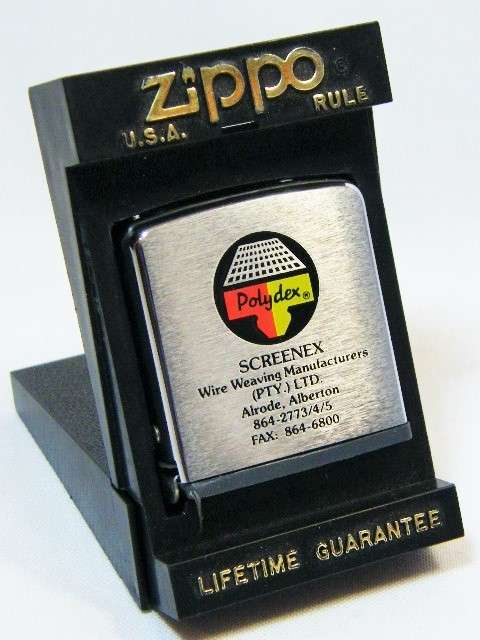 Zippo®
U.S.A. RULE
Polydex®
SCREENEX
Wire Weaving Manufacturers
(PTY.) LTD.
Alrode, Alberton
864-2773/4/5
FAX: 864-6800
LIFETIME GUARANTEE